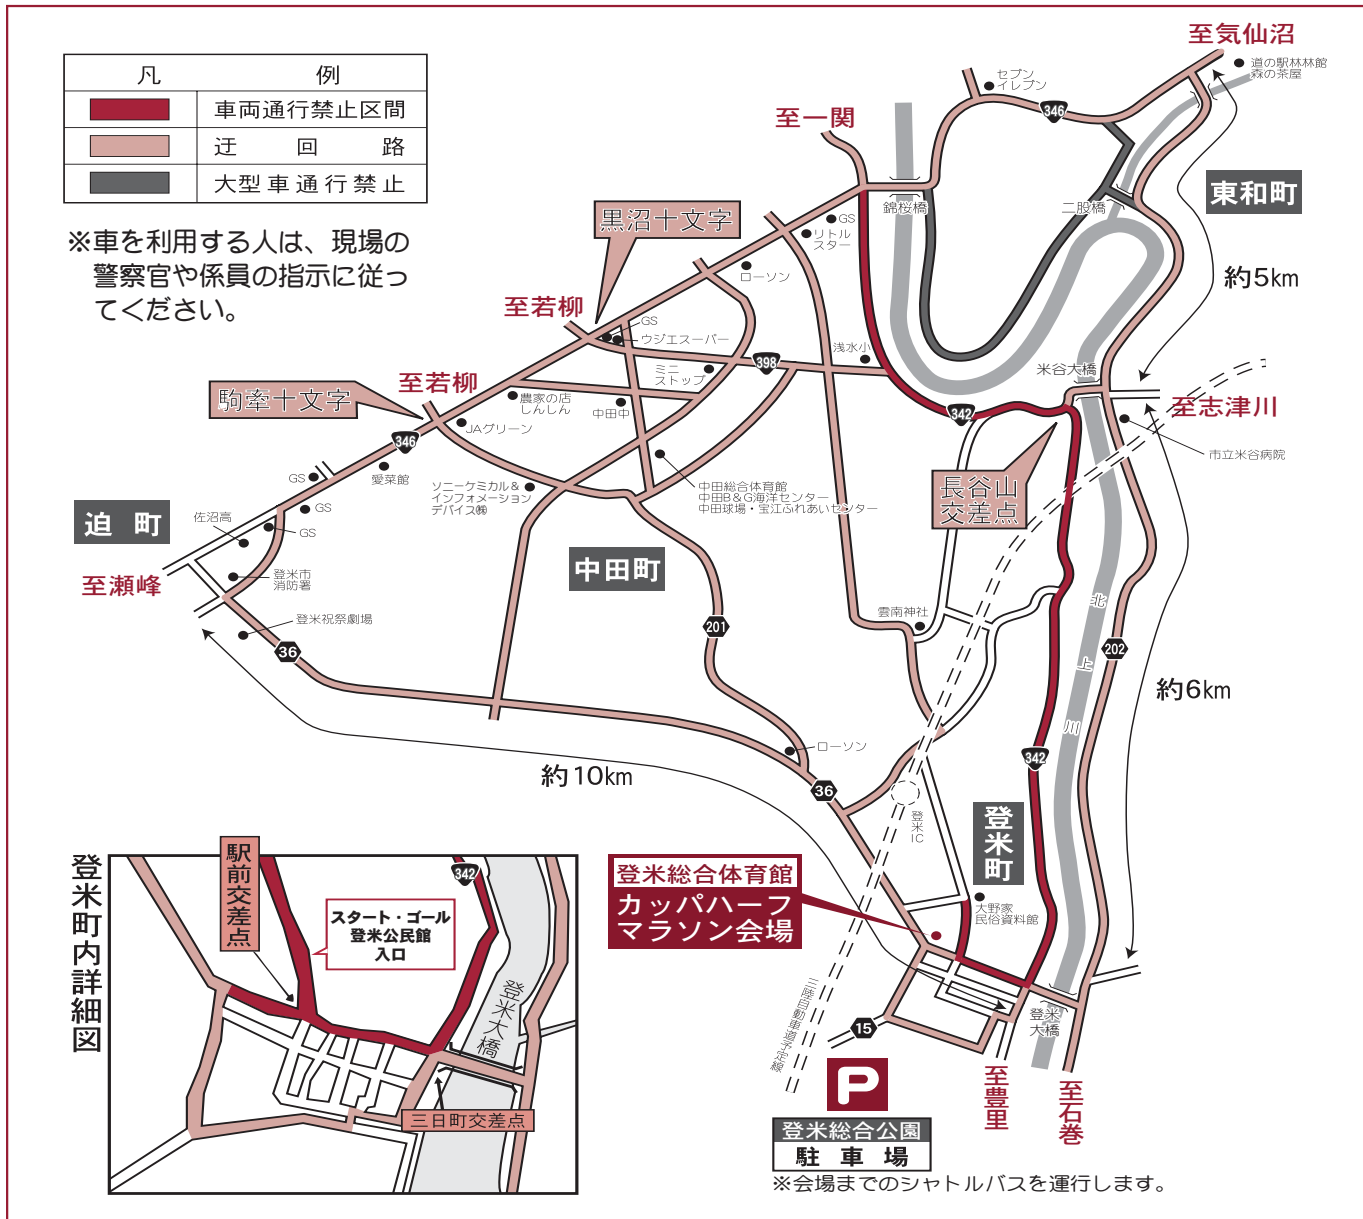 凡例
車両通行禁止区間
迂回路
大型車通行禁止
※車を利用する人は、現場の
警察官や係員の指示に従っ
てください。
至気仙沼
道の駅林林館
森の茶屋
セブン
イレブン
346
至一関
東和町
錦桜橋
二股橋
黒沼十文字
GS
リトル
スター
ローソン
約5km
至若柳
GS
ウジエスーパー
浅水小
398
ミニ
ストップ
米谷大橋
至若柳
駒牽十文字
農家の店
しんしん
中田中
342
至志津川
JAグリーン
346
市立米谷病院
愛菜館
GS
ソニーケミカル&
インフォメーション
デバイス㈱
中田総合体育館
中田B&G海洋センター
中田球場・宝江ふれあいセンター
長谷山
交差点
迫町
佐沼高
GS
GS
至瀬峰
登米市
消防署
中田町
登米祝祭劇場
36
201
雲南神社
北上川
202
約6km
342
約10km
ローソン
36
登米IC
登米町
登米総合体育館
カッパハーフ
マラソン会場
大野家
民俗資料館
三陸自動車道予定線
15
登米
大橋
至豊里
至石巻
P
登米総合公園
駐車場
※会場までのシャトルバスを運行します。
登米町内詳細図
駅前交差点
342
スタート・ゴール
登米公民館
入口
登米大橋
三日町交差点